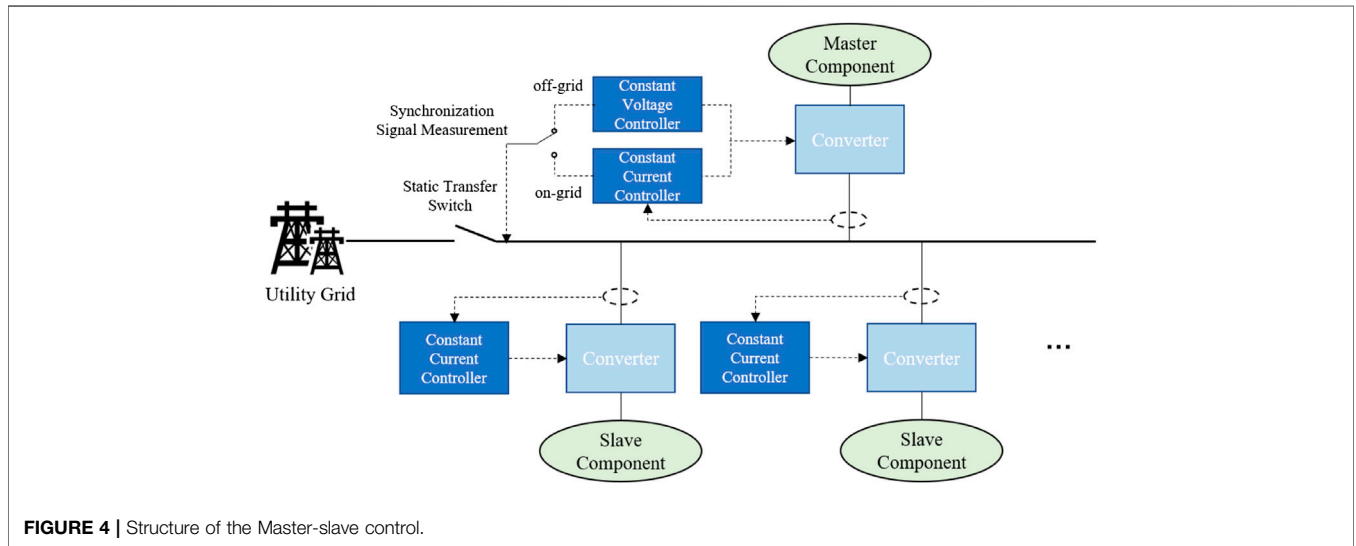 Master
Component
off-grid
Constant
Voltage
Controller
Synchronization
Signal Measurement
Converter
Constant
Current
Controller
on-grid
Static Transfer
Switch
Utility Grid
Constant
Current
Controller
Converter
Constant
Current
Controller
Converter
...
Slave
Component
Slave
Component
FIGURE 4 | Structure of the Master-slave control.